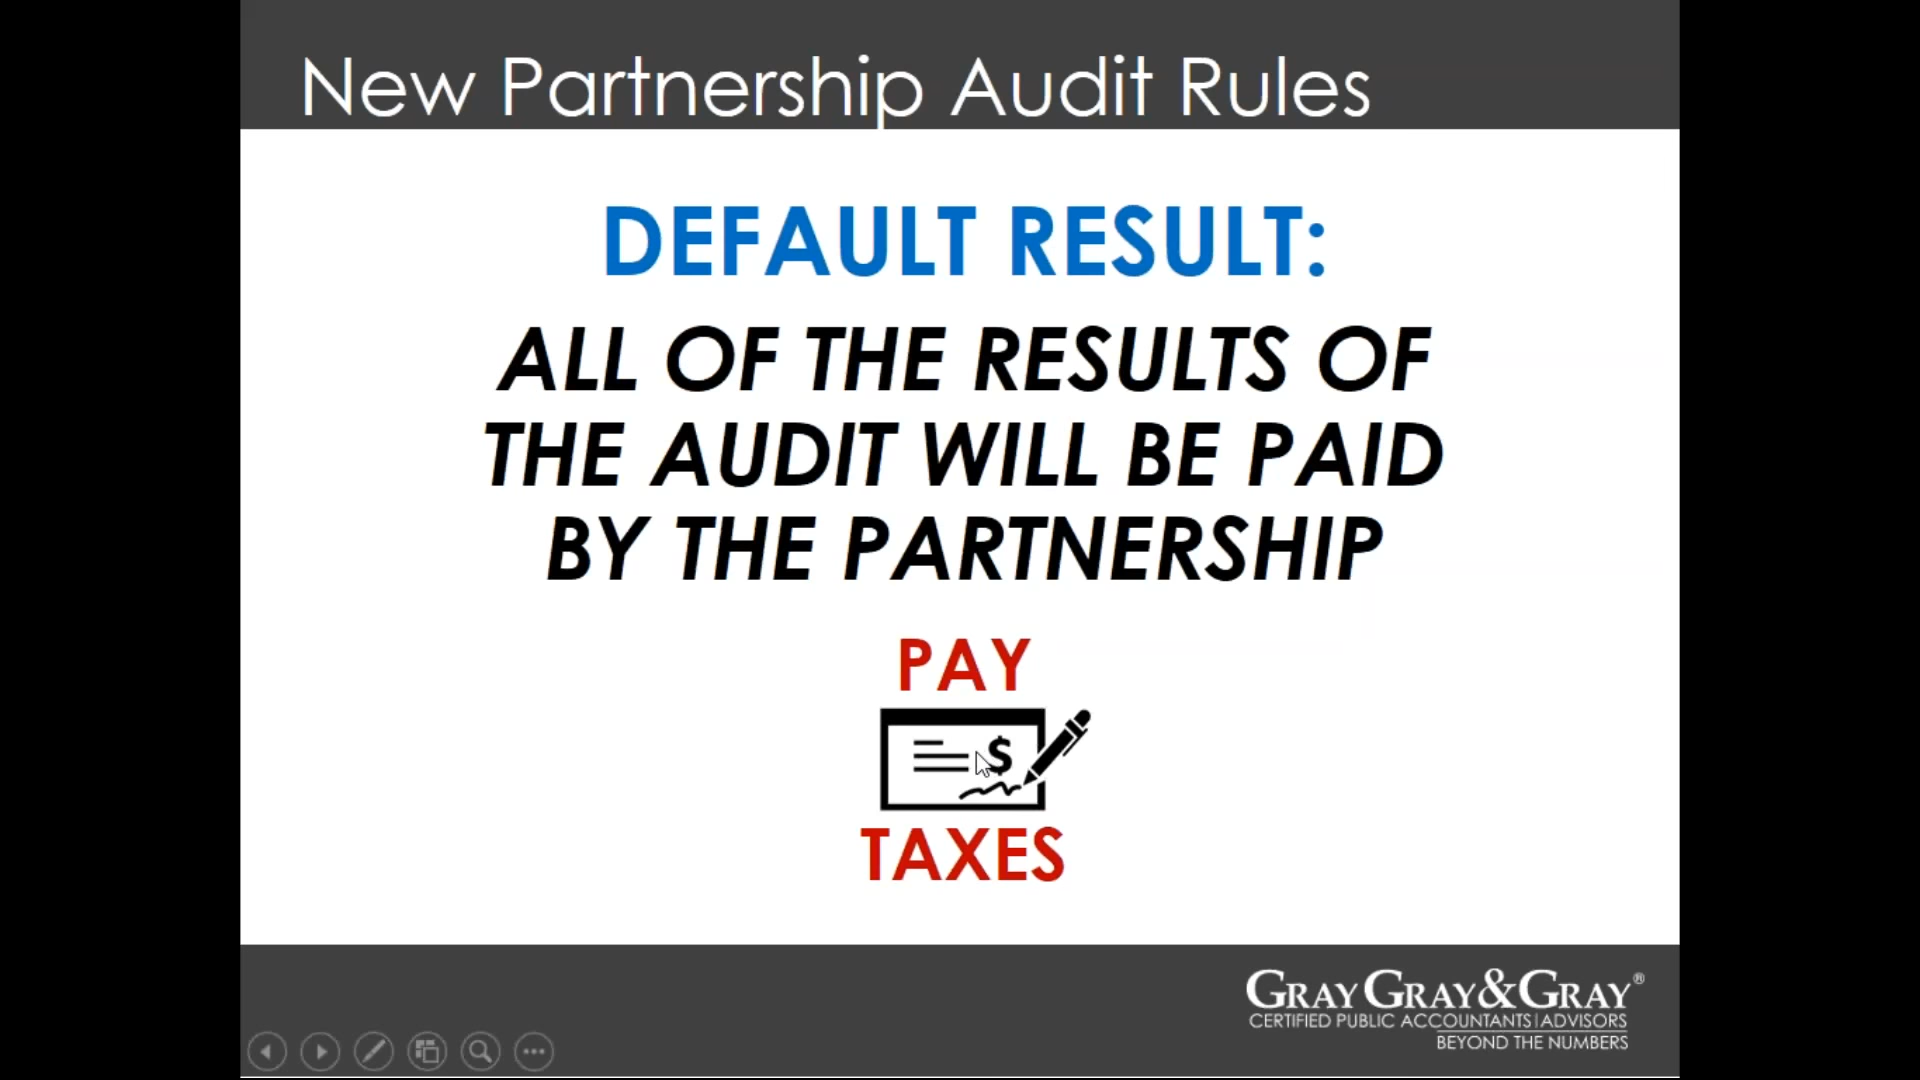 New Partnership Audit Rules
DEFAULT RESULT:
ALL OF THE RESULTS OF
THE AUDIT WILL BE PAID
BY THE PARTNERSHIP
PAY
$
TAXES
GRAY GRAY & GRAY®
CERTIFIED PUBLIC ACCOUNTANTS | ADVISORS
BEYOND THE NUMBERS